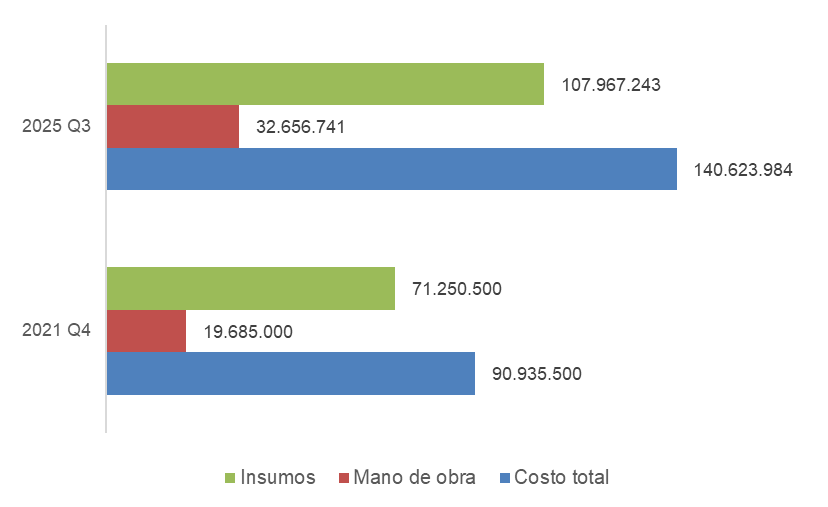 107.967.243
2025 Q3
32.656.741
140.623.984
71.250.500
2021 Q4
19.685.000
90.935.500
Insumos Mano de obra Costo total